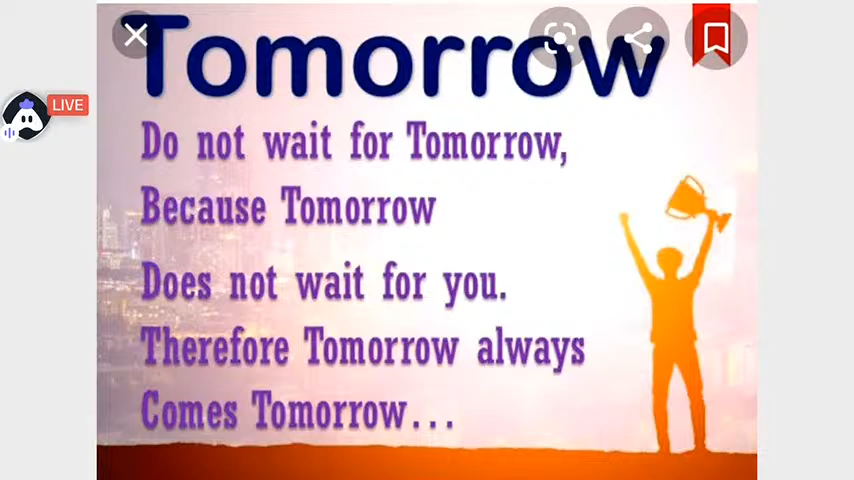 Tomorrow
LIVE
Do not wait for Tomorrow,
Because Tomorrow
Does not wait for you.
Therefore Tomorrow always
Comes Tomorrow...